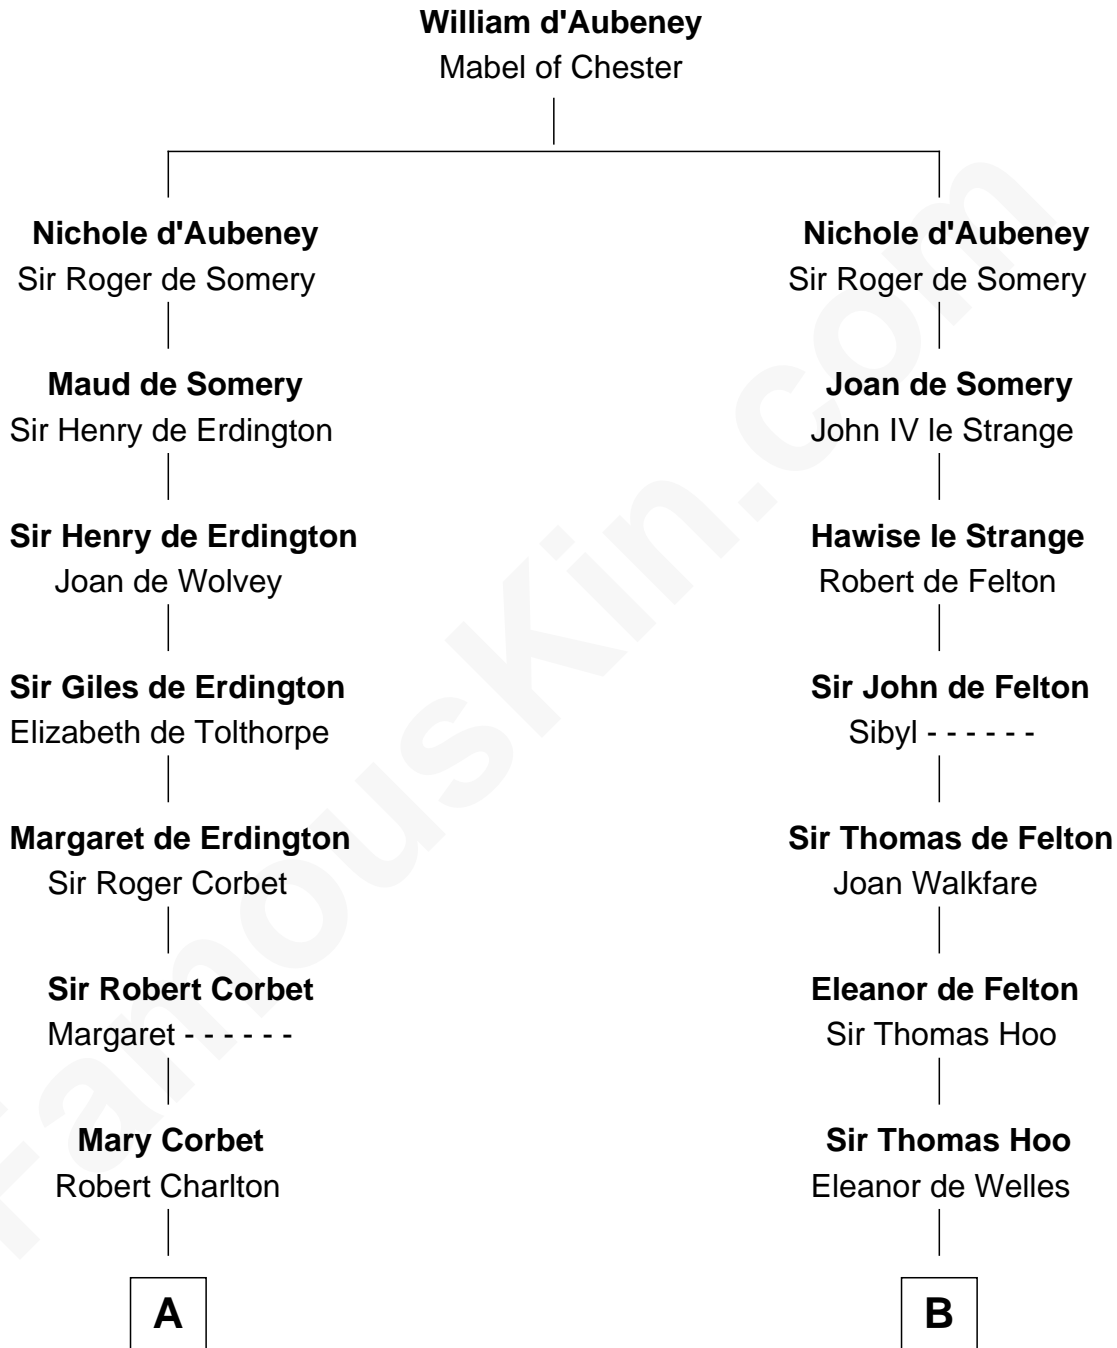 William d'Aubeney
Mabel of Chester
Nichole d'Aubeney
Sir Roger de Somery
Maud de Somery
Sir Henry de Erdington
Sir Henry de Erdington
Joan de Wolvey
Sir Giles de Erdington
Elizabeth de Tolthorpe
Margaret de Erdington
Sir Roger Corbet
Sir Robert Corbet
Margaret - - - - - -
Mary Corbet
Robert Charlton
A
Nichole d'Aubeney
Sir Roger de Somery
Joan de Somery
John IV le Strange
Hawise le Strange
Robert de Felton
Sir John de Felton
Sibyl - - - - - -
Sir Thomas de Felton
Joan Walkfare
Eleanor de Felton
Sir Thomas Hoo
Sir Thomas Hoo
Eleanor de Welles
B
FamousKin.com